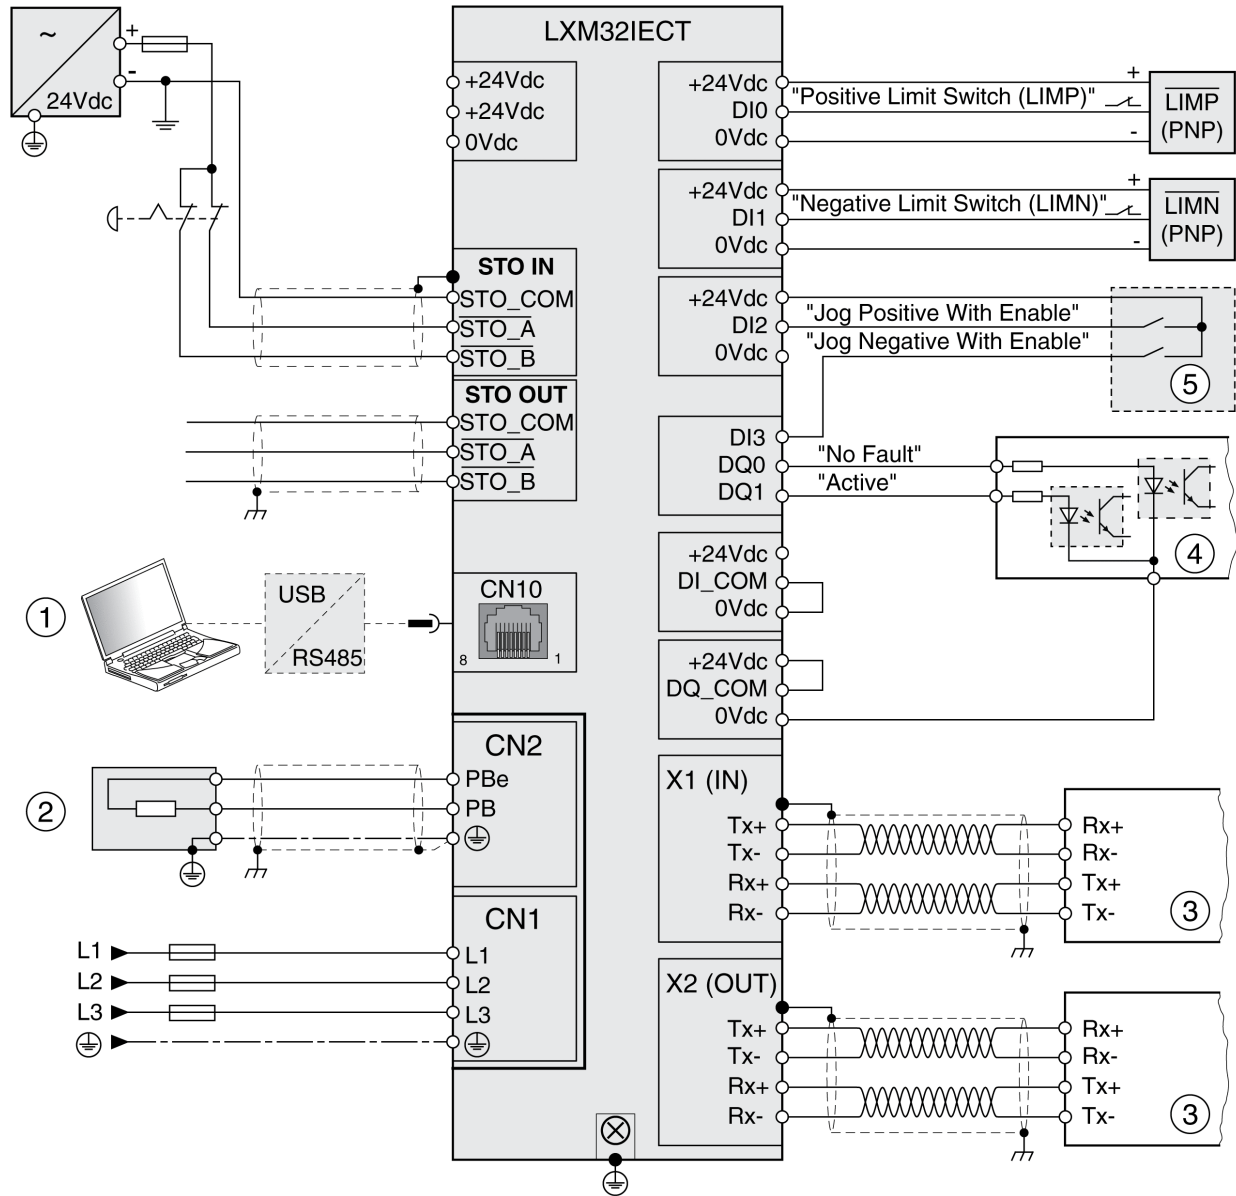 LXM32IECT
~
+
-
24Vdc
+24Vdc
+24Vdc
0Vdc
STO IN
STO_COM
STO_A
STO_B
STO OUT
STO_COM
STO_A
STO_B
1
USB
RS485
CN10
8
1
2
CN2
PBe
PB
CN1
L1
L2
L3
L1
L2
L3
+24Vdc
DI0
0Vdc
"Positive Limit Switch (LIMP)"
+
-
LIMP
(PNP)
+24Vdc
DI1
0Vdc
"Negative Limit Switch (LIMN)"
+
-
LIMN
(PNP)
+24Vdc
DI2
0Vdc
"Jog Positive With Enable"
"Jog Negative With Enable"
5
DI3
DQ0
DQ1
"No Fault"
"Active"
4
+24Vdc
DI_COM
0Vdc
+24Vdc
DQ_COM
0Vdc
X1 (IN)
Tx+
Tx-
Rx+
Rx-
Rx+
Rx-
Tx+
Tx-
3
X2 (OUT)
Tx+
Tx-
Rx+
Rx-
Rx+
Rx-
Tx+
Tx-
3